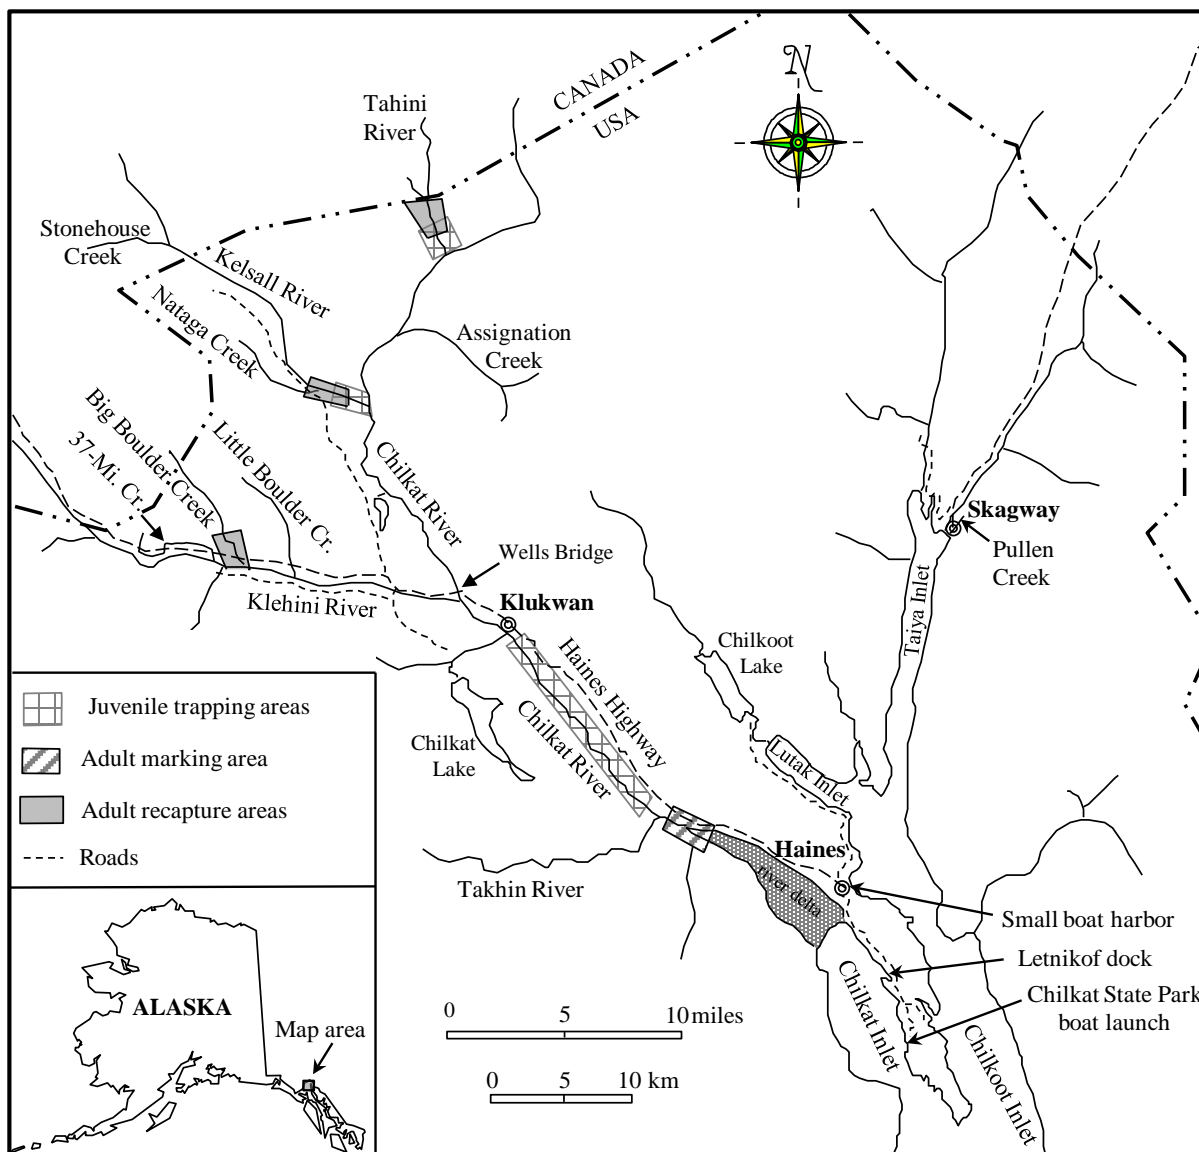 N
CANADA
USA
Tahini
River
Stonehouse
Creek
Kelsall River
Nataga Creek
Assignation
Creek
Big Boulder Creek
37-Mi. Cr.
Little Boulder Cr.
Chilkat River
Skagway
Pullen
Creek
Wells Bridge
Klehini River
Klukwan
Taiya Inlet
Chilkoot
Lake
Haines Highway
Chilkat River
Chilkat
Lake
Lutak Inlet
Juvenile trapping areas
Adult marking area
Adult recapture areas
Roads
Haines
river delta
Takhin River
Small boat harbor
Letnikof dock
Chilkat State Park
boat launch
Chilkat Inlet
Chilkoot Inlet
ALASKA
Map area
0 5 10 miles
0 5 10 km